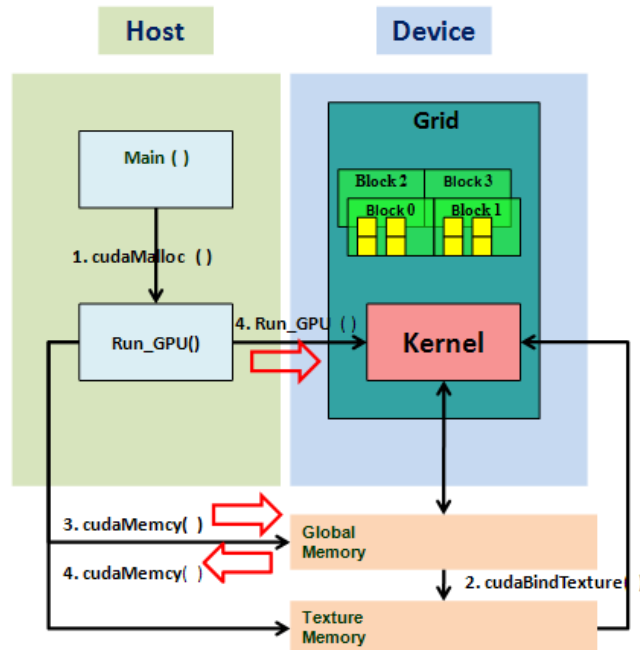 Host
Device
Grid
Main ( )
Block 2
Block 3
Block 0
Block 1
1. cudaMalloc ( )
4. Run_GPU ( )
Run_GPU()
Kernel
3. cudaMemcy( )
Global
Memory
4. cudaMemcy( )
2. cudaBindTexture( )
Texture
Memory